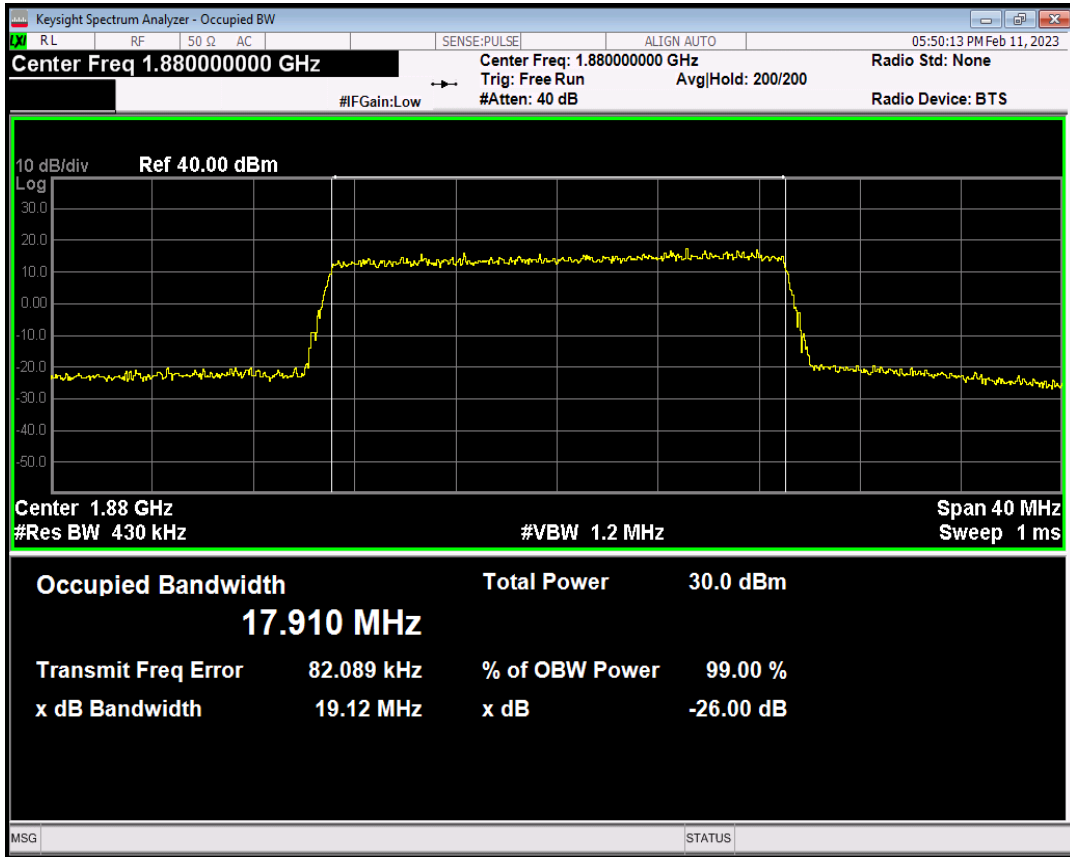 Keysight Spectrum Analyzer - Occupied BW
LXI RL RF 50 Ω AC SENSE:PULSE ALIGN AUTO 05:50:13 PM Feb 11, 2023
Center Freq 1.880000000 GHz Center Freq: 1.880000000 GHz Radio Std: None
Trig: Free Run Avg|Hold: 200/200
#IFGain:Low #Atten: 40 dB Radio Device: BTS
10 dB/div Ref 40.00 dBm
Log
30.0
20.0
10.0
0.00
-10.0
-20.0
-30.0
-40.0
-50.0
Center 1.88 GHz Span 40 MHz
#Res BW 430 kHz #VBW 1.2 MHz Sweep 1 ms
Occupied Bandwidth Total Power 30.0 dBm
17.910 MHz
Transmit Freq Error 82.089 kHz % of OBW Power 99.00 %
x dB Bandwidth 19.12 MHz x dB -26.00 dB
MSG STATUS